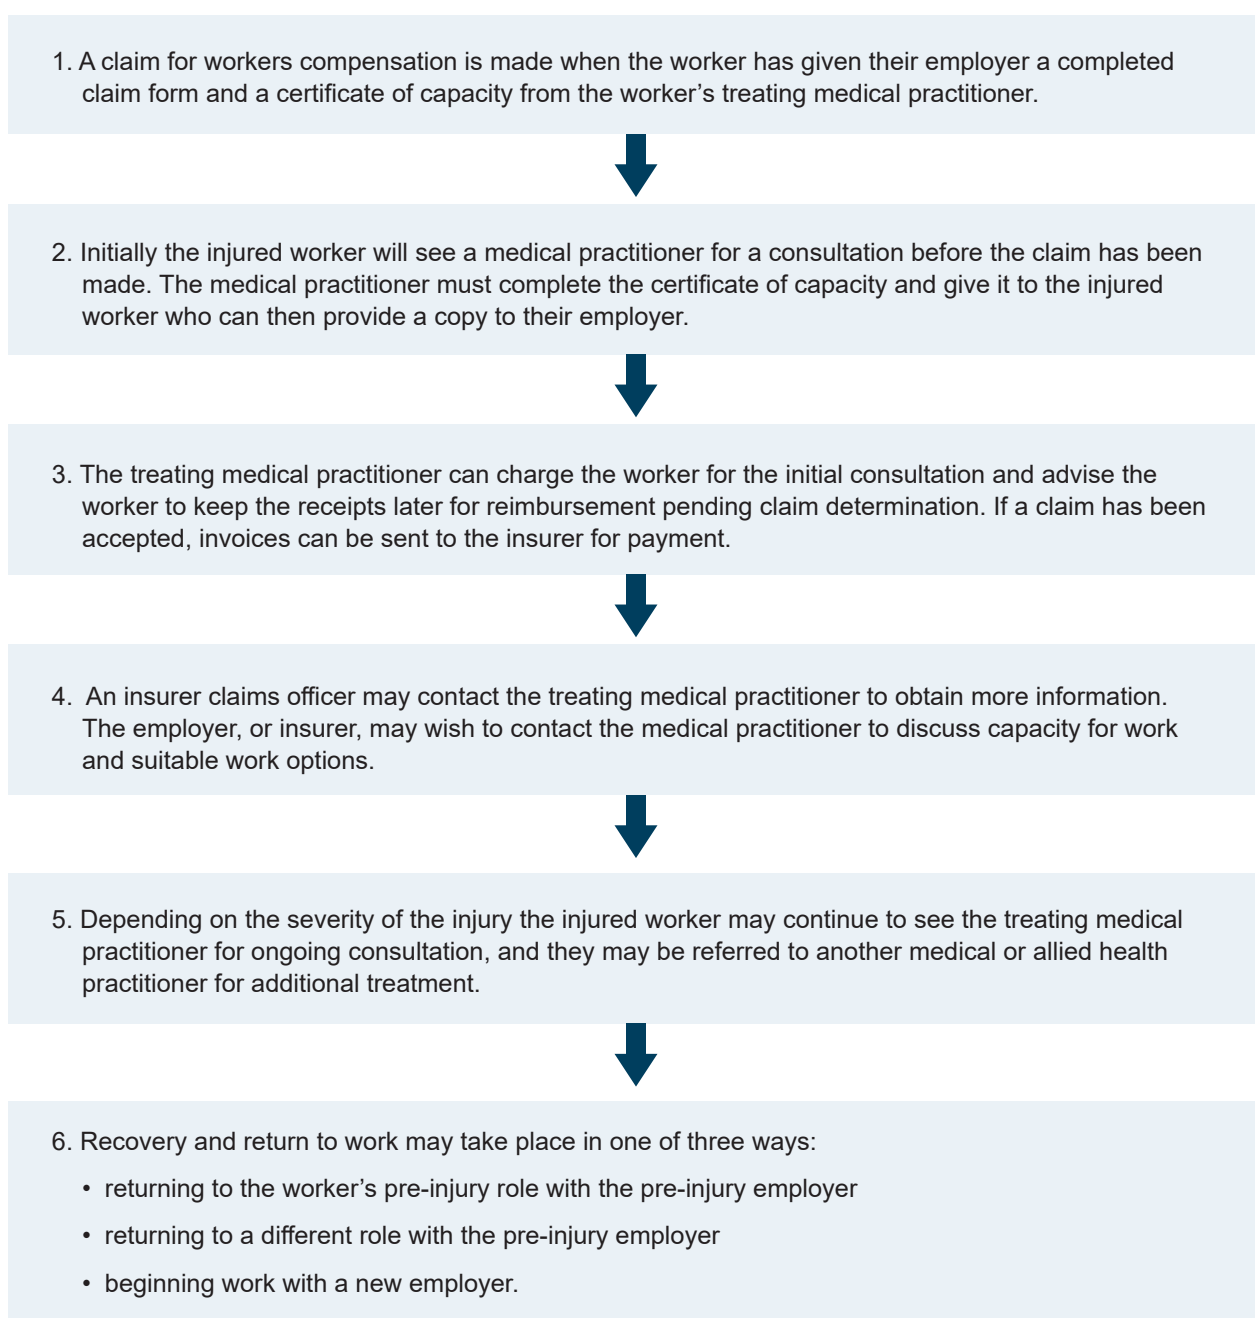 1. A claim for workers compensation is made when the worker has given their employer a completed
claim form and a certificate of capacity from the worker’s treating medical practitioner.
2. Initially the injured worker will see a medical practitioner for a consultation before the claim has been
made. The medical practitioner must complete the certificate of capacity and give it to the injured
worker who can then provide a copy to their employer.
3. The treating medical practitioner can charge the worker for the initial consultation and advise the
worker to keep the receipts later for reimbursement pending claim determination. If a claim has been
accepted, invoices can be sent to the insurer for payment.
4. An insurer claims officer may contact the treating medical practitioner to obtain more information.
The employer, or insurer, may wish to contact the medical practitioner to discuss capacity for work
and suitable work options.
5. Depending on the severity of the injury the injured worker may continue to see the treating medical
practitioner for ongoing consultation, and they may be referred to another medical or allied health
practitioner for additional treatment.
6. Recovery and return to work may take place in one of three ways:
• returning to the worker’s pre-injury role with the pre-injury employer
• returning to a different role with the pre-injury employer
• beginning work with a new employer.